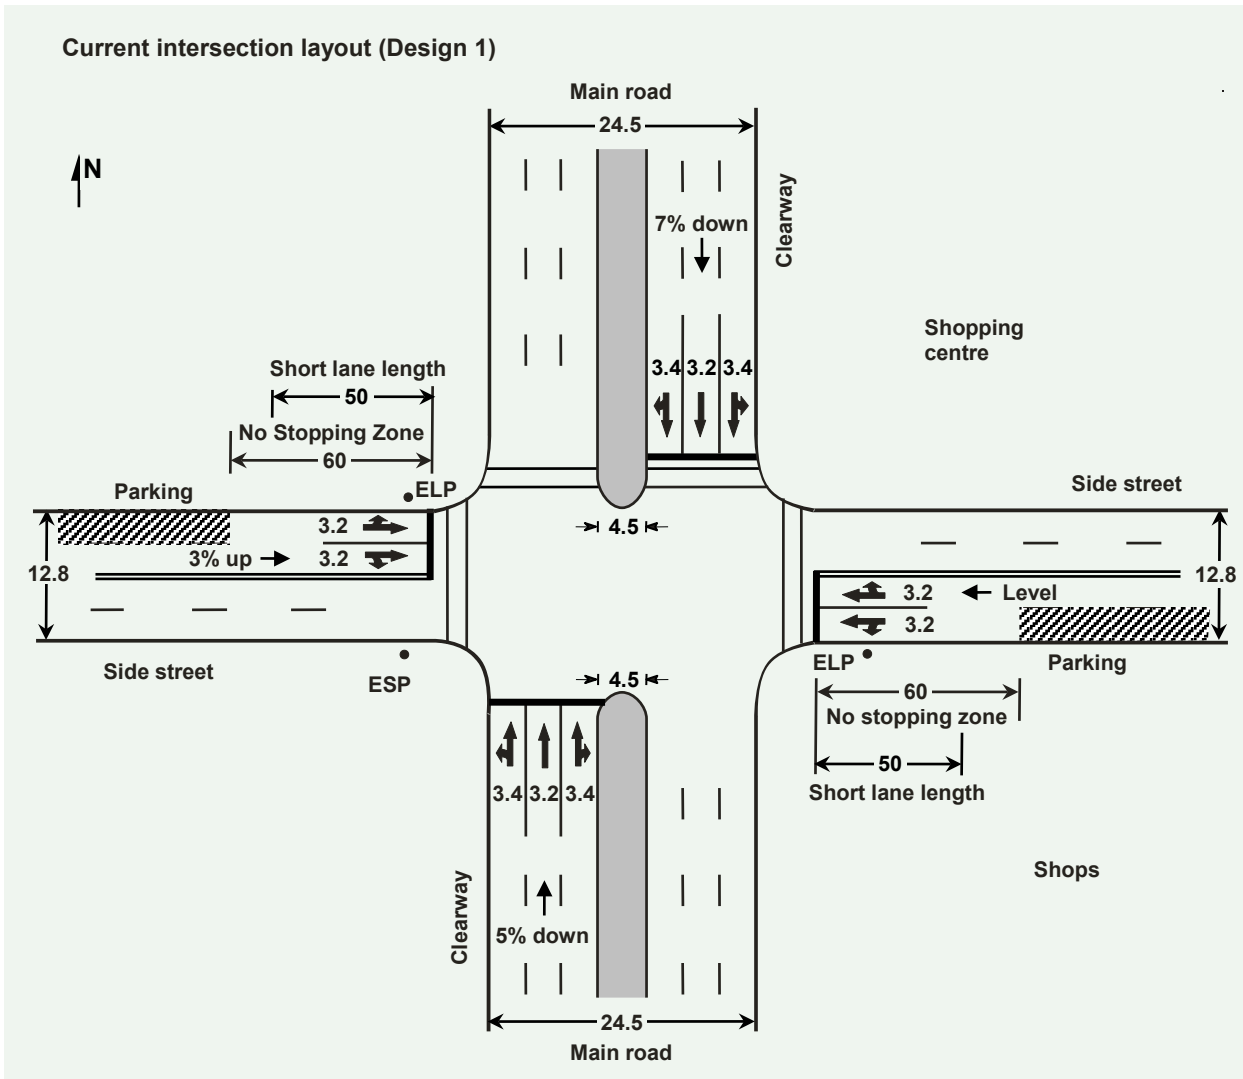 Current intersection layout (Design 1)
Main road
24.5
N
Clearway
7% down
Shopping
centre
3.4 3.2 3.4
Short lane length
50
No Stopping Zone
60
Parking
ELP
Side street
4.5
3.2
3% up
3.2
12.8
3.2
Level
3.2
12.8
Side street
ESP
ELP
Parking
4.5
60
No stopping zone
50
Short lane length
3.4 3.2 3.4
Shops
Clearway
5% down
24.5
Main road